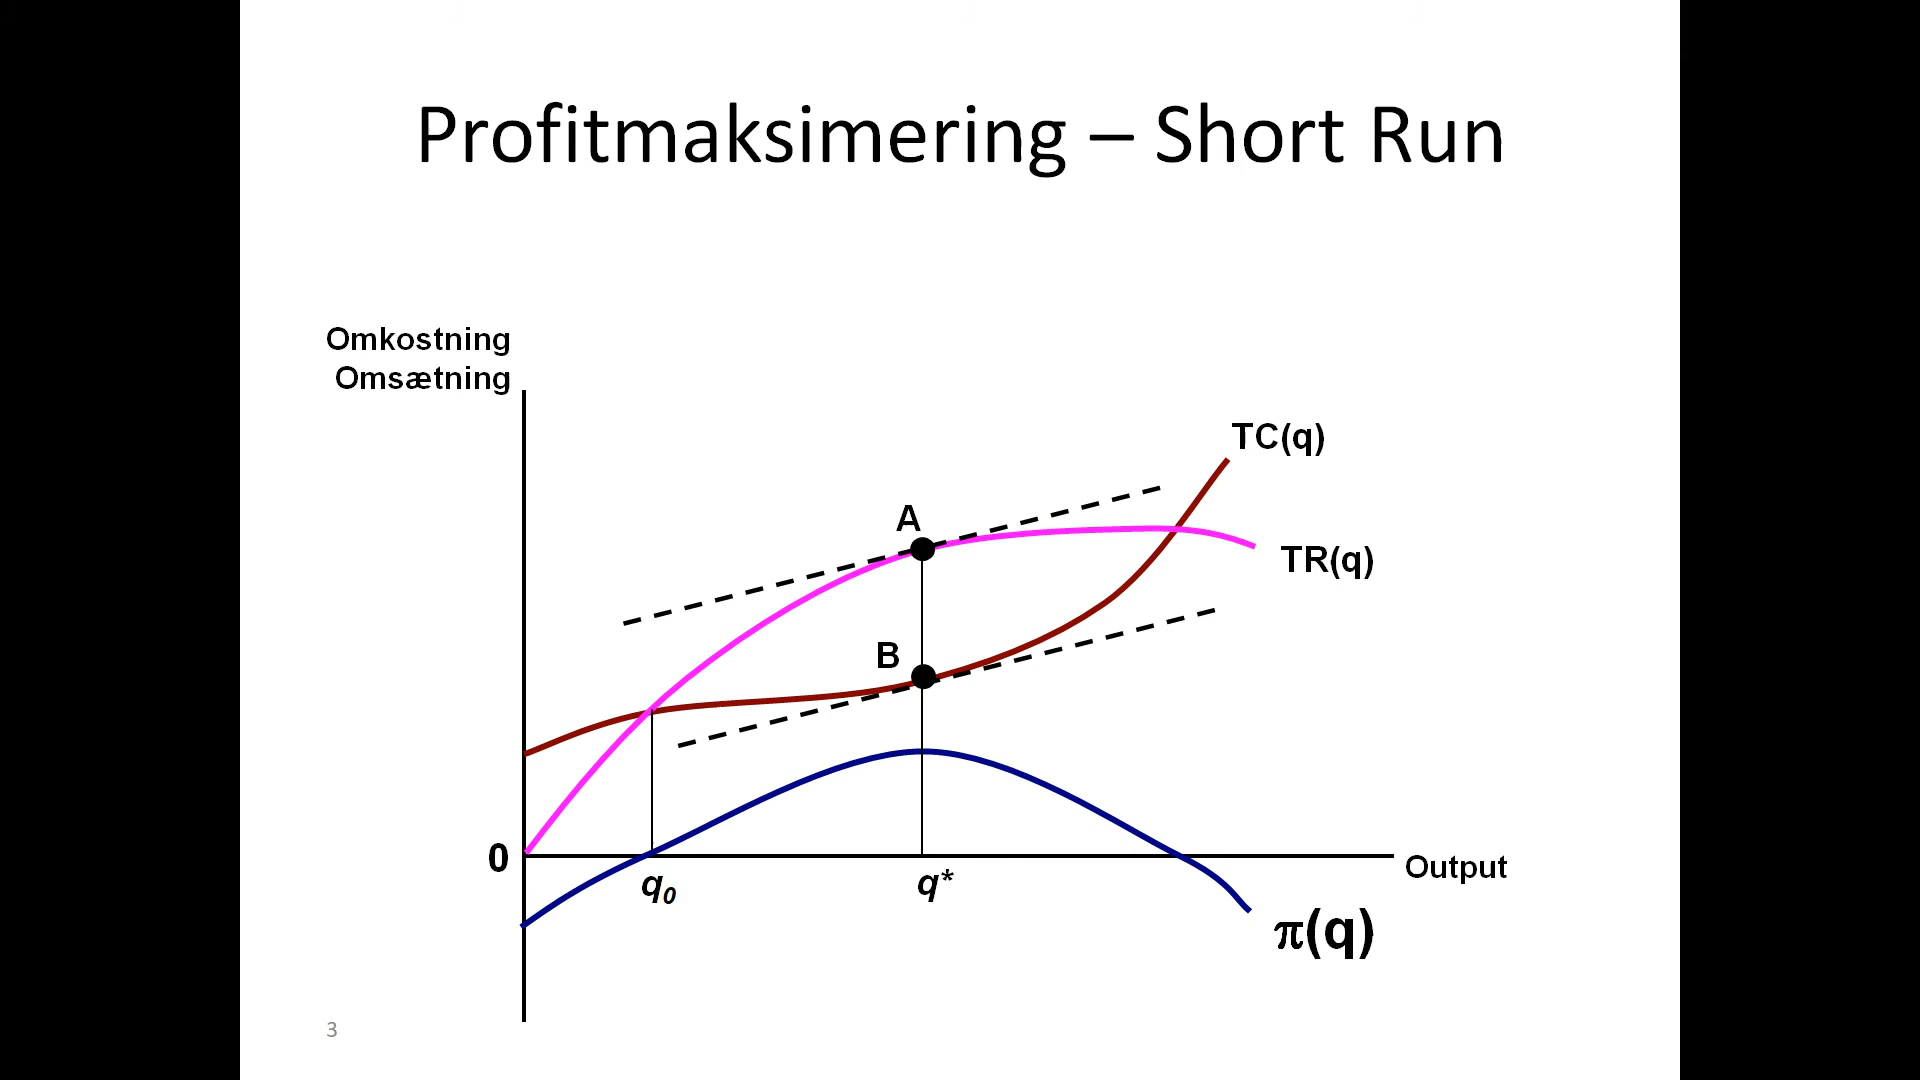 Profitmaksimering – Short Run
Omkostning
Omsætning
TC(q)
A
TR(q)
B
0
q₀
q*
Output
π(q)
3